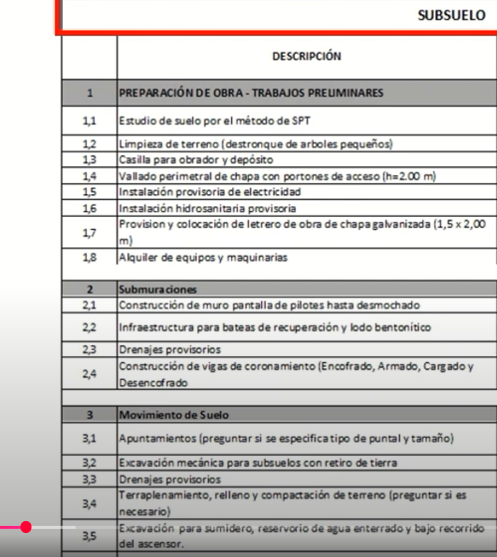 SUBSUELO
DESCRIPCIÓN
1 PREPARACIÓN DE OBRA - TRABAJOS PRELIMINARES
1,1 Estudio de suelo por el método de SPT
1,2 Limpieza de terreno (destronque de arboles pequeños)
1,3 Casilla para obrador y depósito
1,4 Vallado perimetral de chapa con portones de acceso (h=2.00 m)
1,5 Instalación provisoria de electricidad
1,6 Instalación hidrosanitaria provisoria
1,7 Provision y colocación de letrero de obra de chapa galvanizada (1,5 x 2,00
m)
1,8 Alquiler de equipos y maquinarias
2 Submuraciones
2,1 Construcción de muro pantalla de pilotes hasta desmochado
2,2 Infraestructura para bateas de recuperación y lodo bentonítico
2,3 Drenajes provisorios
2,4 Construcción de vigas de coronamiento (Encofrado, Armado, Cargado y
Desencofrado
3 Movimiento de Suelo
3,1 Apuntamientos (preguntar si se especifica tipo de puntal y tamaño)
3,2 Excavación mecánica para subsuelos con retiro de tierra
3,3 Drenajes provisorios
3,4 Terraplenamiento, relleno y compactación de terreno (preguntar si es
necesario)
3,5 Excavación para sumidero, reservorio de agua enterrado y bajo recorrido
del ascensor.